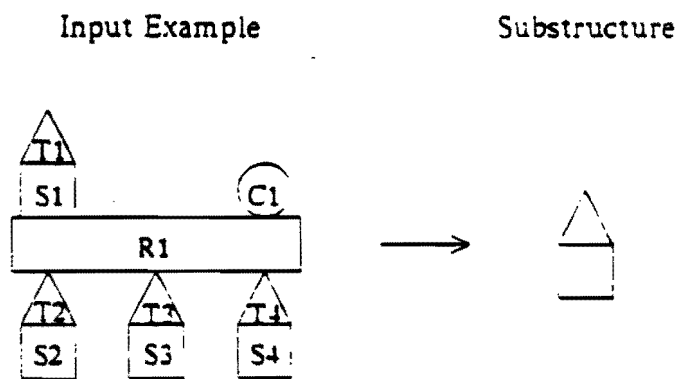 Input Example Substructure
T1
S1 C1
R1
T2 T3 T4
S2 S3 S4